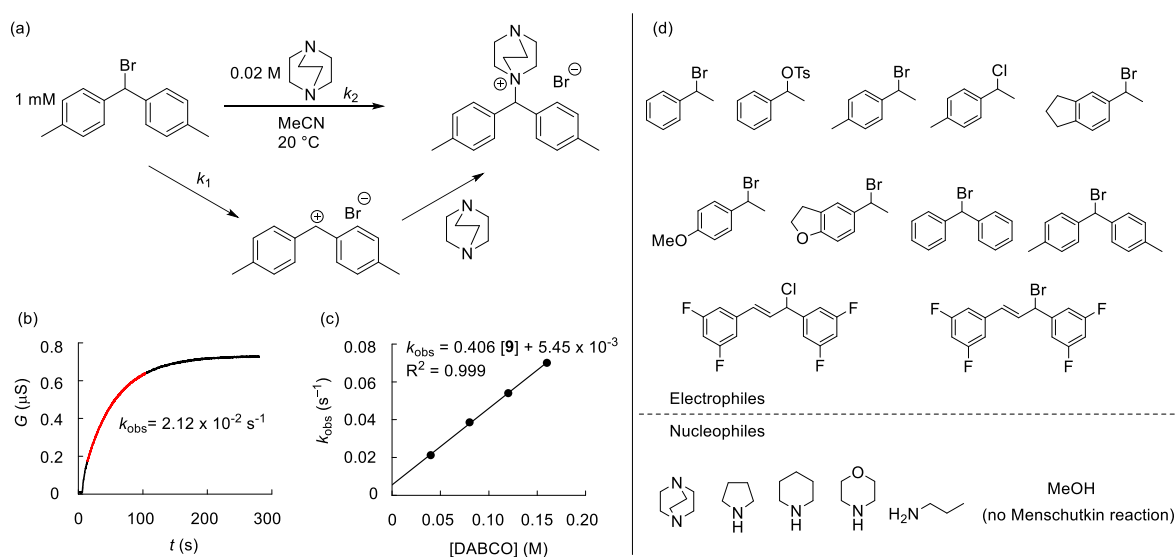 (a)
Br
1 mM
0.02 M
N
N
k₂
MeCN
20 °C
N
N
⊕
Br ⊖
k₁
⊕
Br ⊖
N
N
(b)
G (μS)
0.8
0.6
0.4
0.2
0
k_obs= 2.12 x 10⁻² s⁻¹
0 100 200 300
t (s)
(c)
k_obs (s⁻¹)
k_obs = 0.406 [9] + 5.45 x 10⁻³
R² = 0.999
0.08
0.06
0.04
0.02
0
0 0.05 0.10 0.15 0.20
[DABCO] (M)
(d)
Br
OTs
Br
Cl
Br
Br
MeO
Br
O
Br
Br
Cl
F
F
F
F
Br
F
F
F
F
Electrophiles
Nucleophiles
N
N
N
H
N
H
O
N
H
H₂N
MeOH
(no Menschutkin reaction)